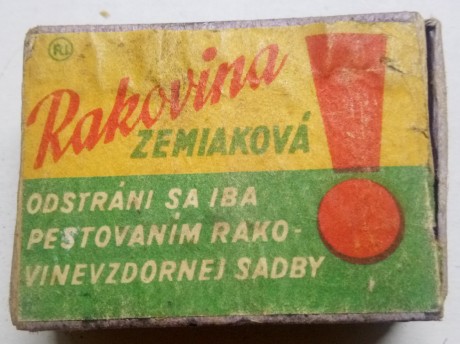 R.I.
Rakovina
ZEMIAKOVÁ
!
ODSTRÁNI SA IBA
PESTOVANÍM RAKO-
VINEVZDORNEJ SADBY